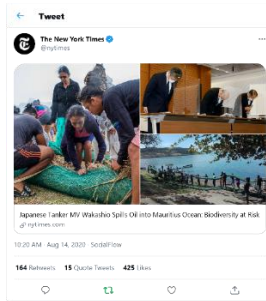 Tweet
The New York Times
@nytimes
Japanese Tanker MV Wakashio Spills Oil into Mauritius Ocean: Biodiversity at Risk
nytimes.com
10:20 AM · Aug 14, 2020 · SocialFlow
164 Retweets 15 Quote Tweets 425 Likes